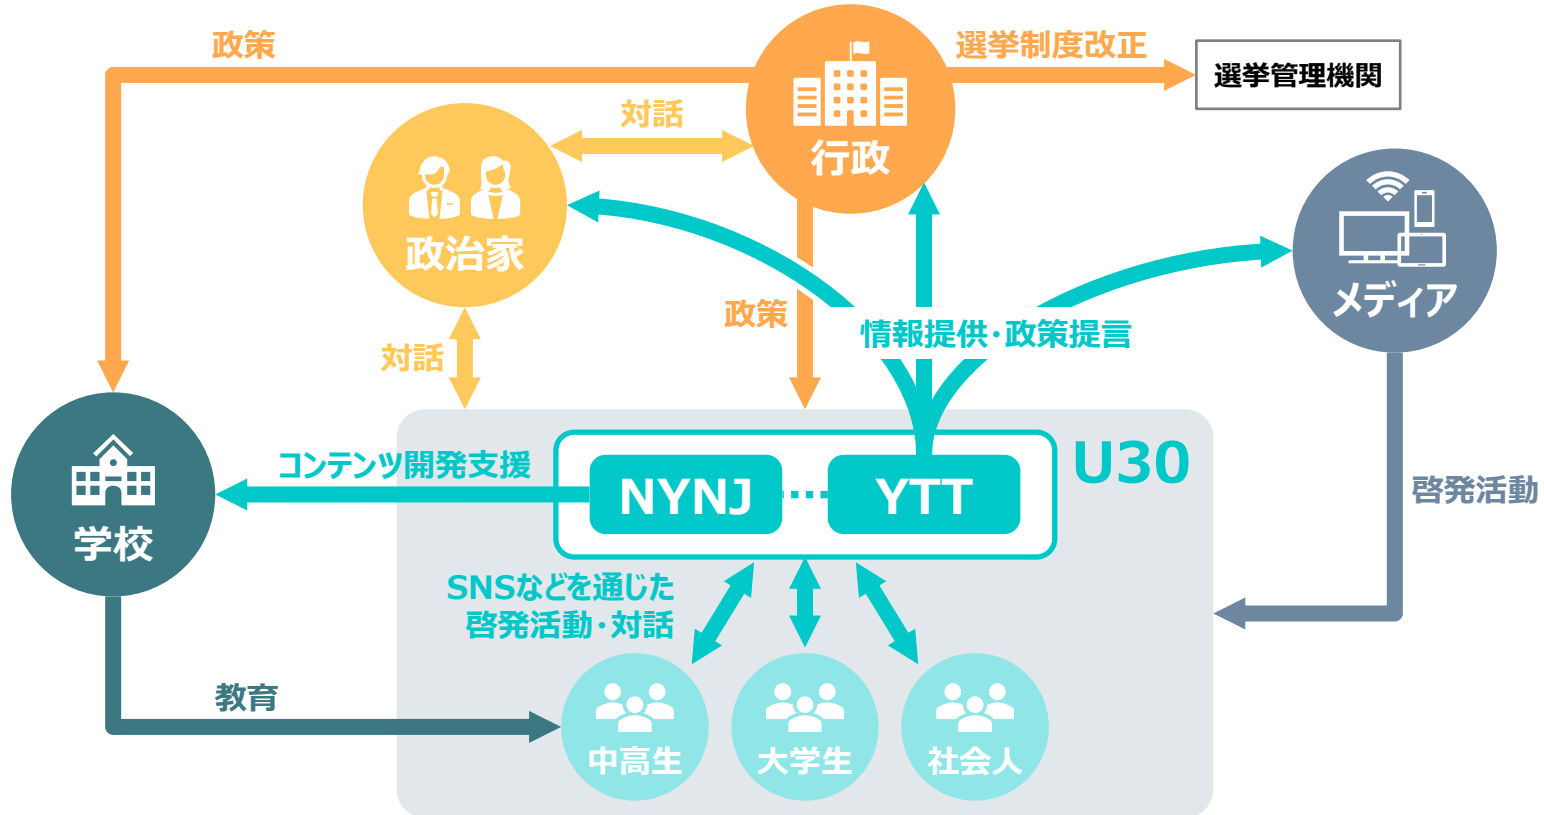 政策
選挙制度改正
選挙管理機関
対話
行政
政治家
メディア
政策
情報提供・政策提言
対話
U30
コンテンツ開発支援
NYNJ
YTT
啓発活動
学校
SNSなどを通じた
啓発活動・対話
教育
中高生
大学生
社会人